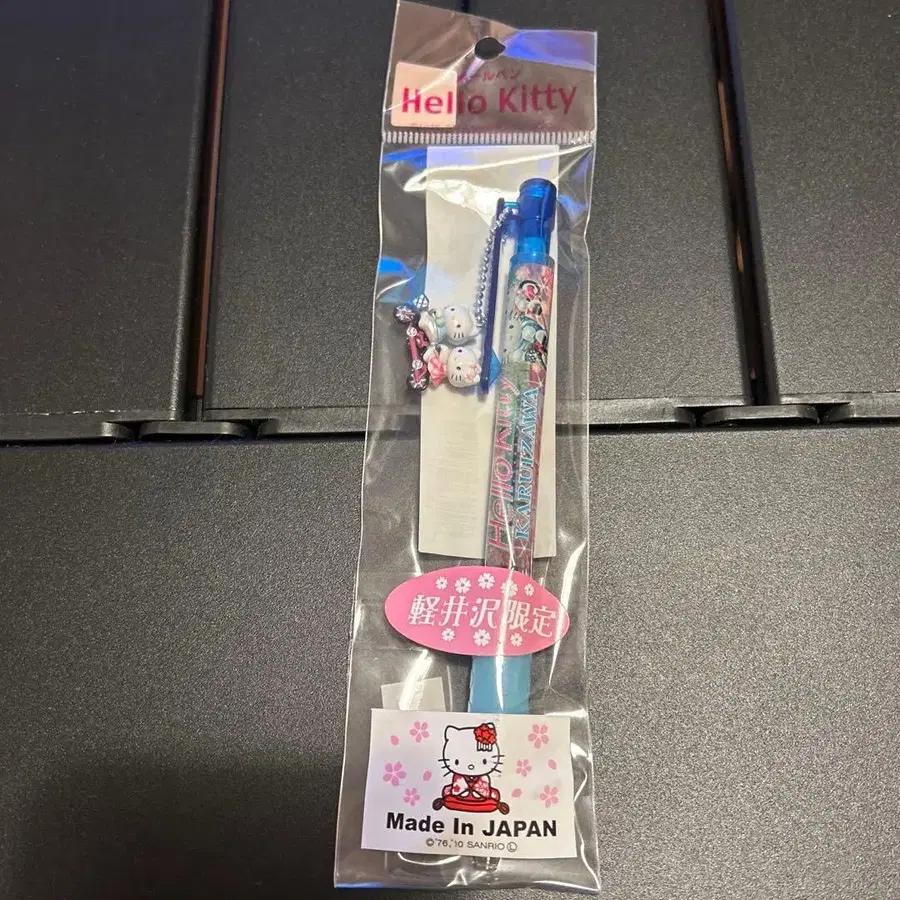 ールペン
Hello Kitty
Hello Kitty
KARUIZAWA
軽井沢限定
Made In JAPAN
©'76,'10 SANRIO Ⓛ